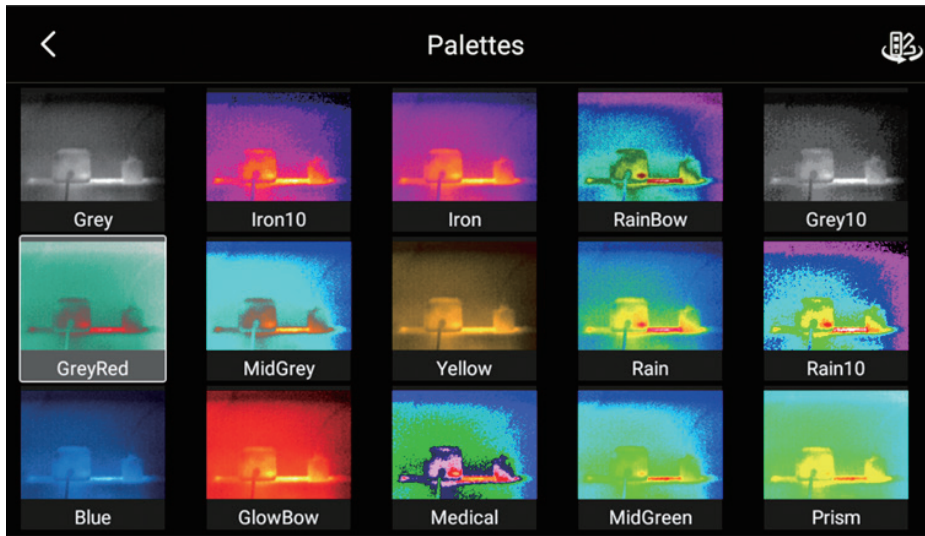 Palettes
Grey Iron10 Iron RainBow Grey10
GreyRed MidGrey Yellow Rain Rain10
Blue GlowBow Medical MidGreen Prism